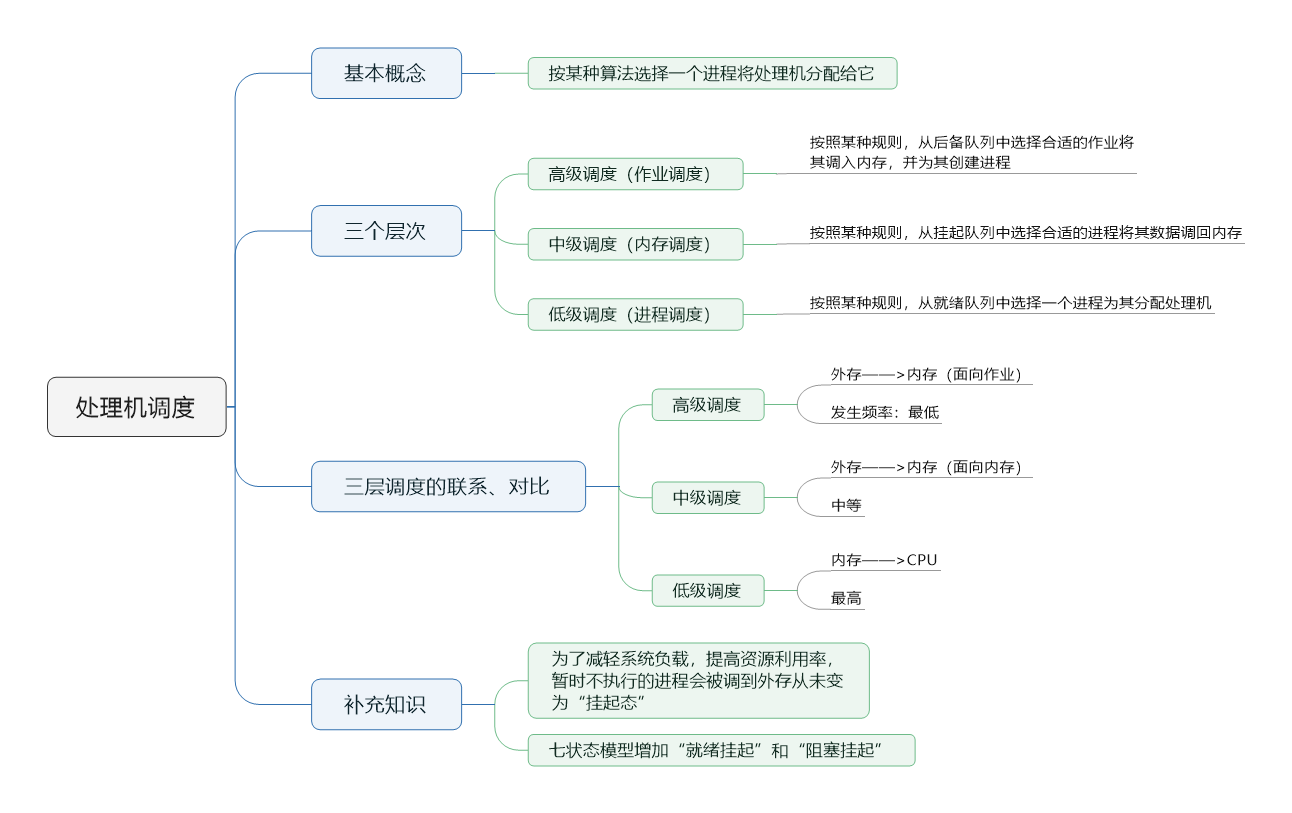 处理机调度
基本概念
按某种算法选择一个进程将处理机分配给它
三个层次
高级调度（作业调度）
按照某种规则，从后备队列中选择合适的作业将
其调入内存，并为其创建进程
中级调度（内存调度）
按照某种规则，从挂起队列中选择合适的进程将其数据调回内存
低级调度（进程调度）
按照某种规则，从就绪队列中选择一个进程为其分配处理机
三层调度的联系、对比
高级调度
外存——>内存（面向作业）
发生频率：最低
中级调度
外存——>内存（面向内存）
中等
低级调度
内存——>CPU
最高
补充知识
为了减轻系统负载，提高资源利用率，
暂时不执行的进程会被调到外存从未变
为“挂起态”
七状态模型增加“就绪挂起”和“阻塞挂起”